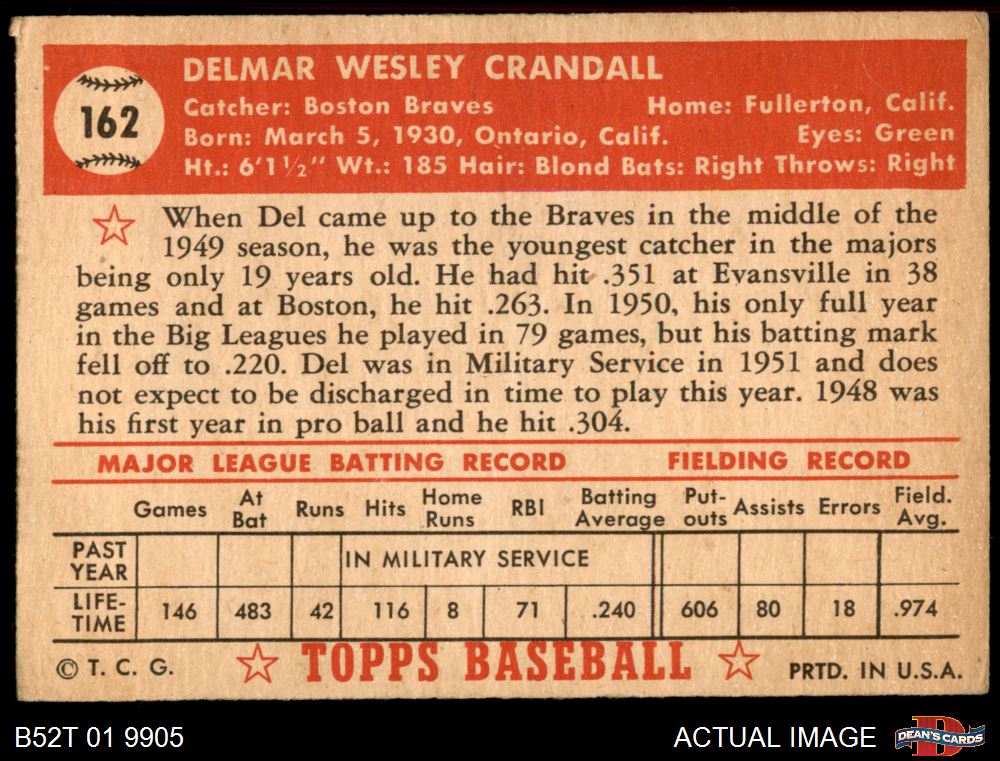 162
DELMAR WESLEY CRANDALL
Catcher: Boston Braves Home: Fullerton, Calif.
Born: March 5, 1930, Ontario, Calif. Eyes: Green
Ht.: 6'1½" Wt.: 185 Hair: Blond Bats: Right Throws: Right
When Del came up to the Braves in the middle of the
1949 season, he was the youngest catcher in the majors
being only 19 years old. He had hit .351 at Evansville in 38
games and at Boston, he hit .263. In 1950, his only full year
in the Big Leagues he played in 79 games, but his batting mark
fell off to .220. Del was in Military Service in 1951 and does
not expect to be discharged in time to play this year. 1948 was
his first year in pro ball and he hit .304.
MAJOR LEAGUE BATTING RECORD FIELDING RECORD
Games At Bat Runs Hits Home Runs RBI Batting Average Put-outs Assists Errors Field. Avg.
PAST YEAR IN MILITARY SERVICE
LIFE-TIME 146 483 42 116 8 71 .240 606 80 18 .974
© T. C. G. TOPPS BASEBALL PRTD. IN U.S.A.
B52T 01 9905 ACTUAL IMAGE DEAN'S CARDS